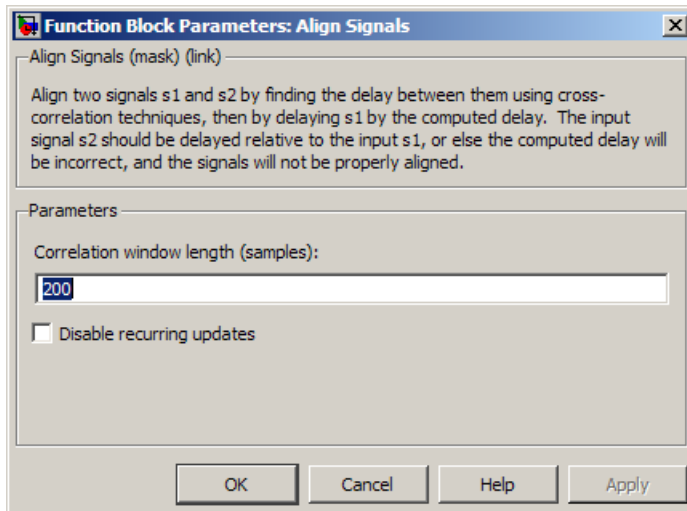 Function Block Parameters: Align Signals
Align Signals (mask) (link)
Align two signals s1 and s2 by finding the delay between them using cross-
correlation techniques, then by delaying s1 by the computed delay.  The input
signal s2 should be delayed relative to the input s1, or else the computed delay will
be incorrect, and the signals will not be properly aligned.
Parameters
Correlation window length (samples):
200
Disable recurring updates
OK Cancel Help Apply